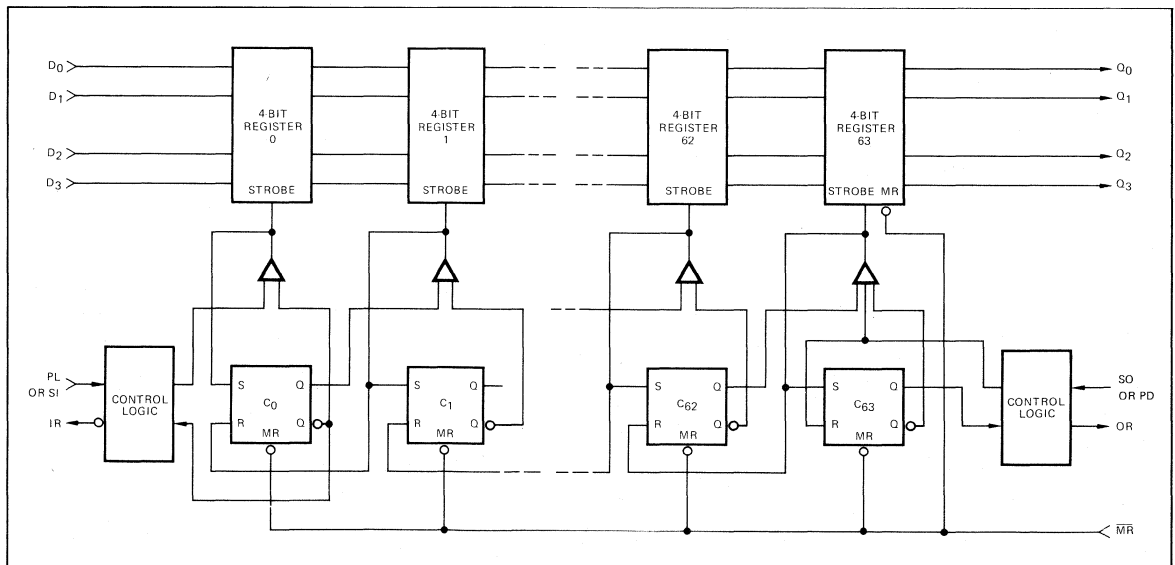 D0
D1
D2
D3
4-BIT
REGISTER
0
STROBE
4-BIT
REGISTER
1
STROBE
4-BIT
REGISTER
62
STROBE
4-BIT
REGISTER
63
STROBE MR
Q0
Q1
Q2
Q3
PL
OR SI
IR
CONTROL
LOGIC
S Q
C0
R Q
MR
S Q
C1
R Q
MR
S Q
C62
R Q
MR
S Q
C63
R Q
MR
CONTROL
LOGIC
SO
OR PD
OR
MR